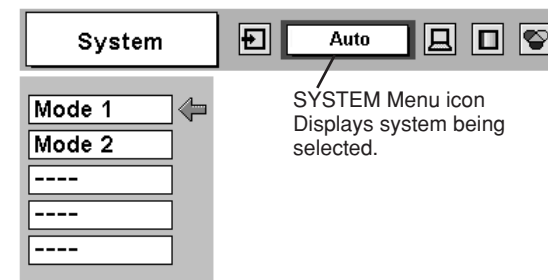 System
Auto
SYSTEM Menu icon
Displays system being
selected.
Mode 1
Mode 2
----
----
----